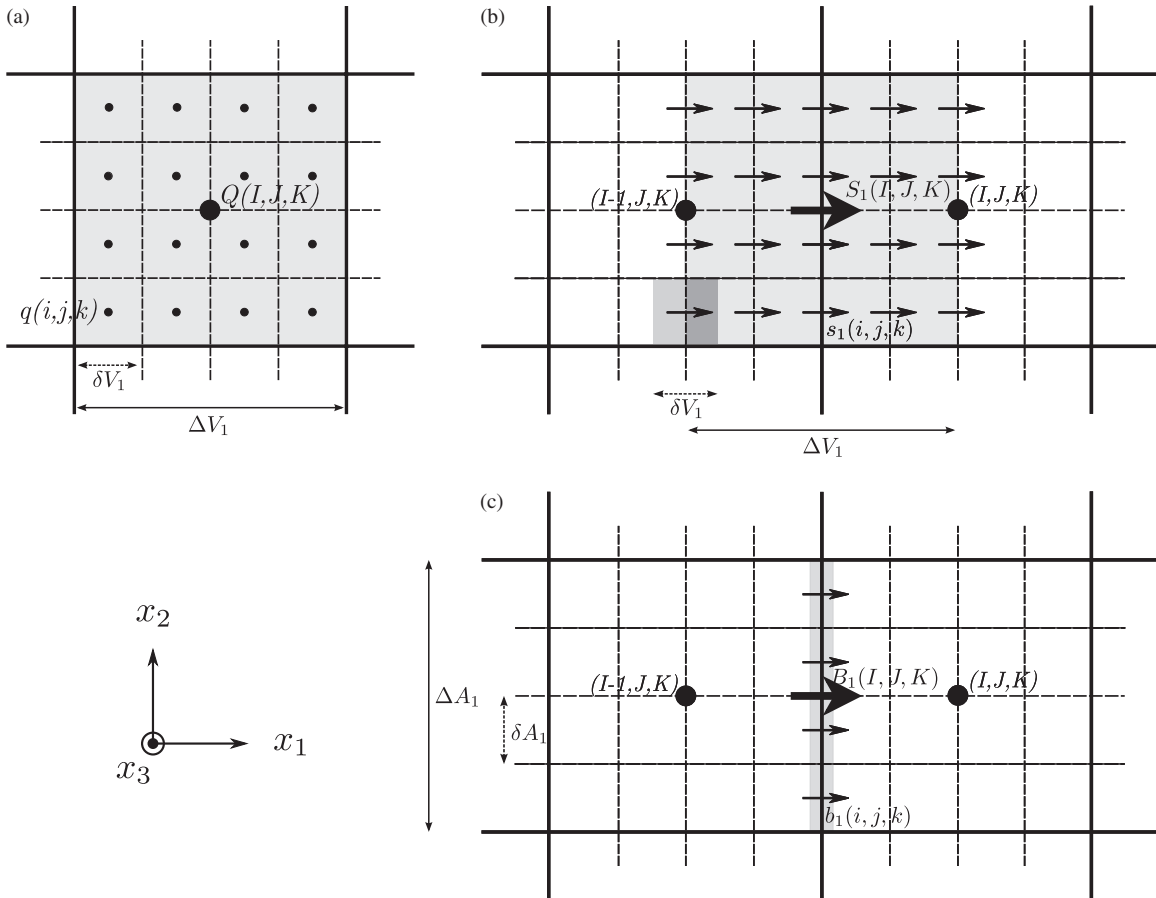 (a)
Q(I,J,K)
q(i,j,k)
δV₁
ΔV₁
(b)
(I-1,J,K)
S₁(I, J, K)
(I,J,K)
s₁(i, j, k)
δV₁
ΔV₁
(c)
(I-1,J,K)
B₁(I, J, K)
(I,J,K)
b₁(i, j, k)
ΔA₁
δA₁
x₂
x₁
x₃